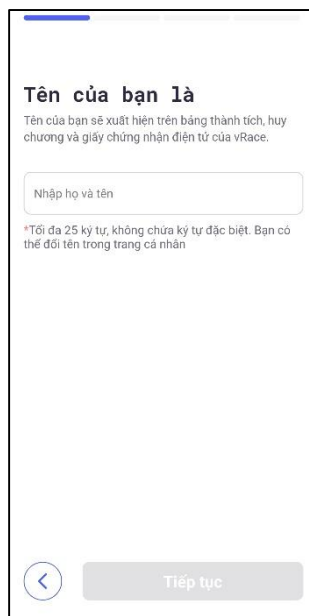 Tên của bạn là
Tên của bạn sẽ xuất hiện trên bảng thành tích, huy
chương và giấy chứng nhận điện tử của vRace.
Nhập họ và tên
*Tối đa 25 ký tự, không chứa ký tự đặc biệt. Bạn có
thể đổi tên trong trang cá nhân
Tiếp tục